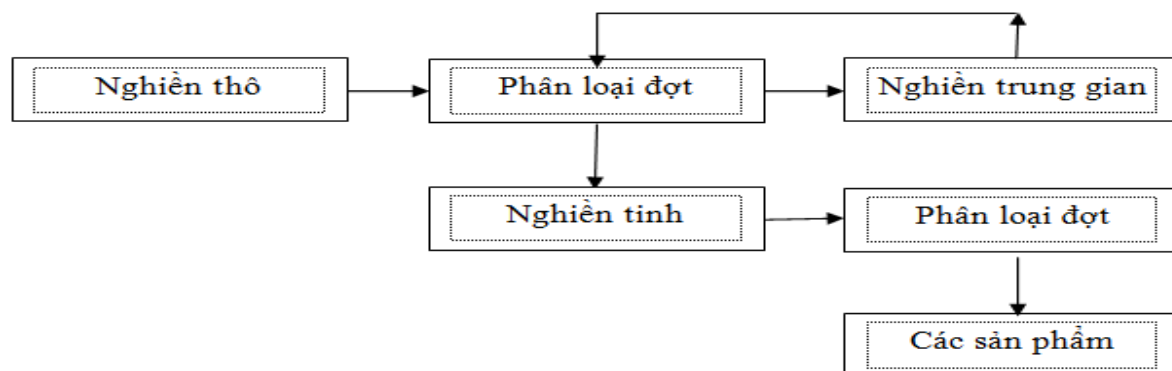 Nghiền thô
Phân loại đợt
Nghiền trung gian
Nghiền tinh
Phân loại đợt
Các sản phẩm